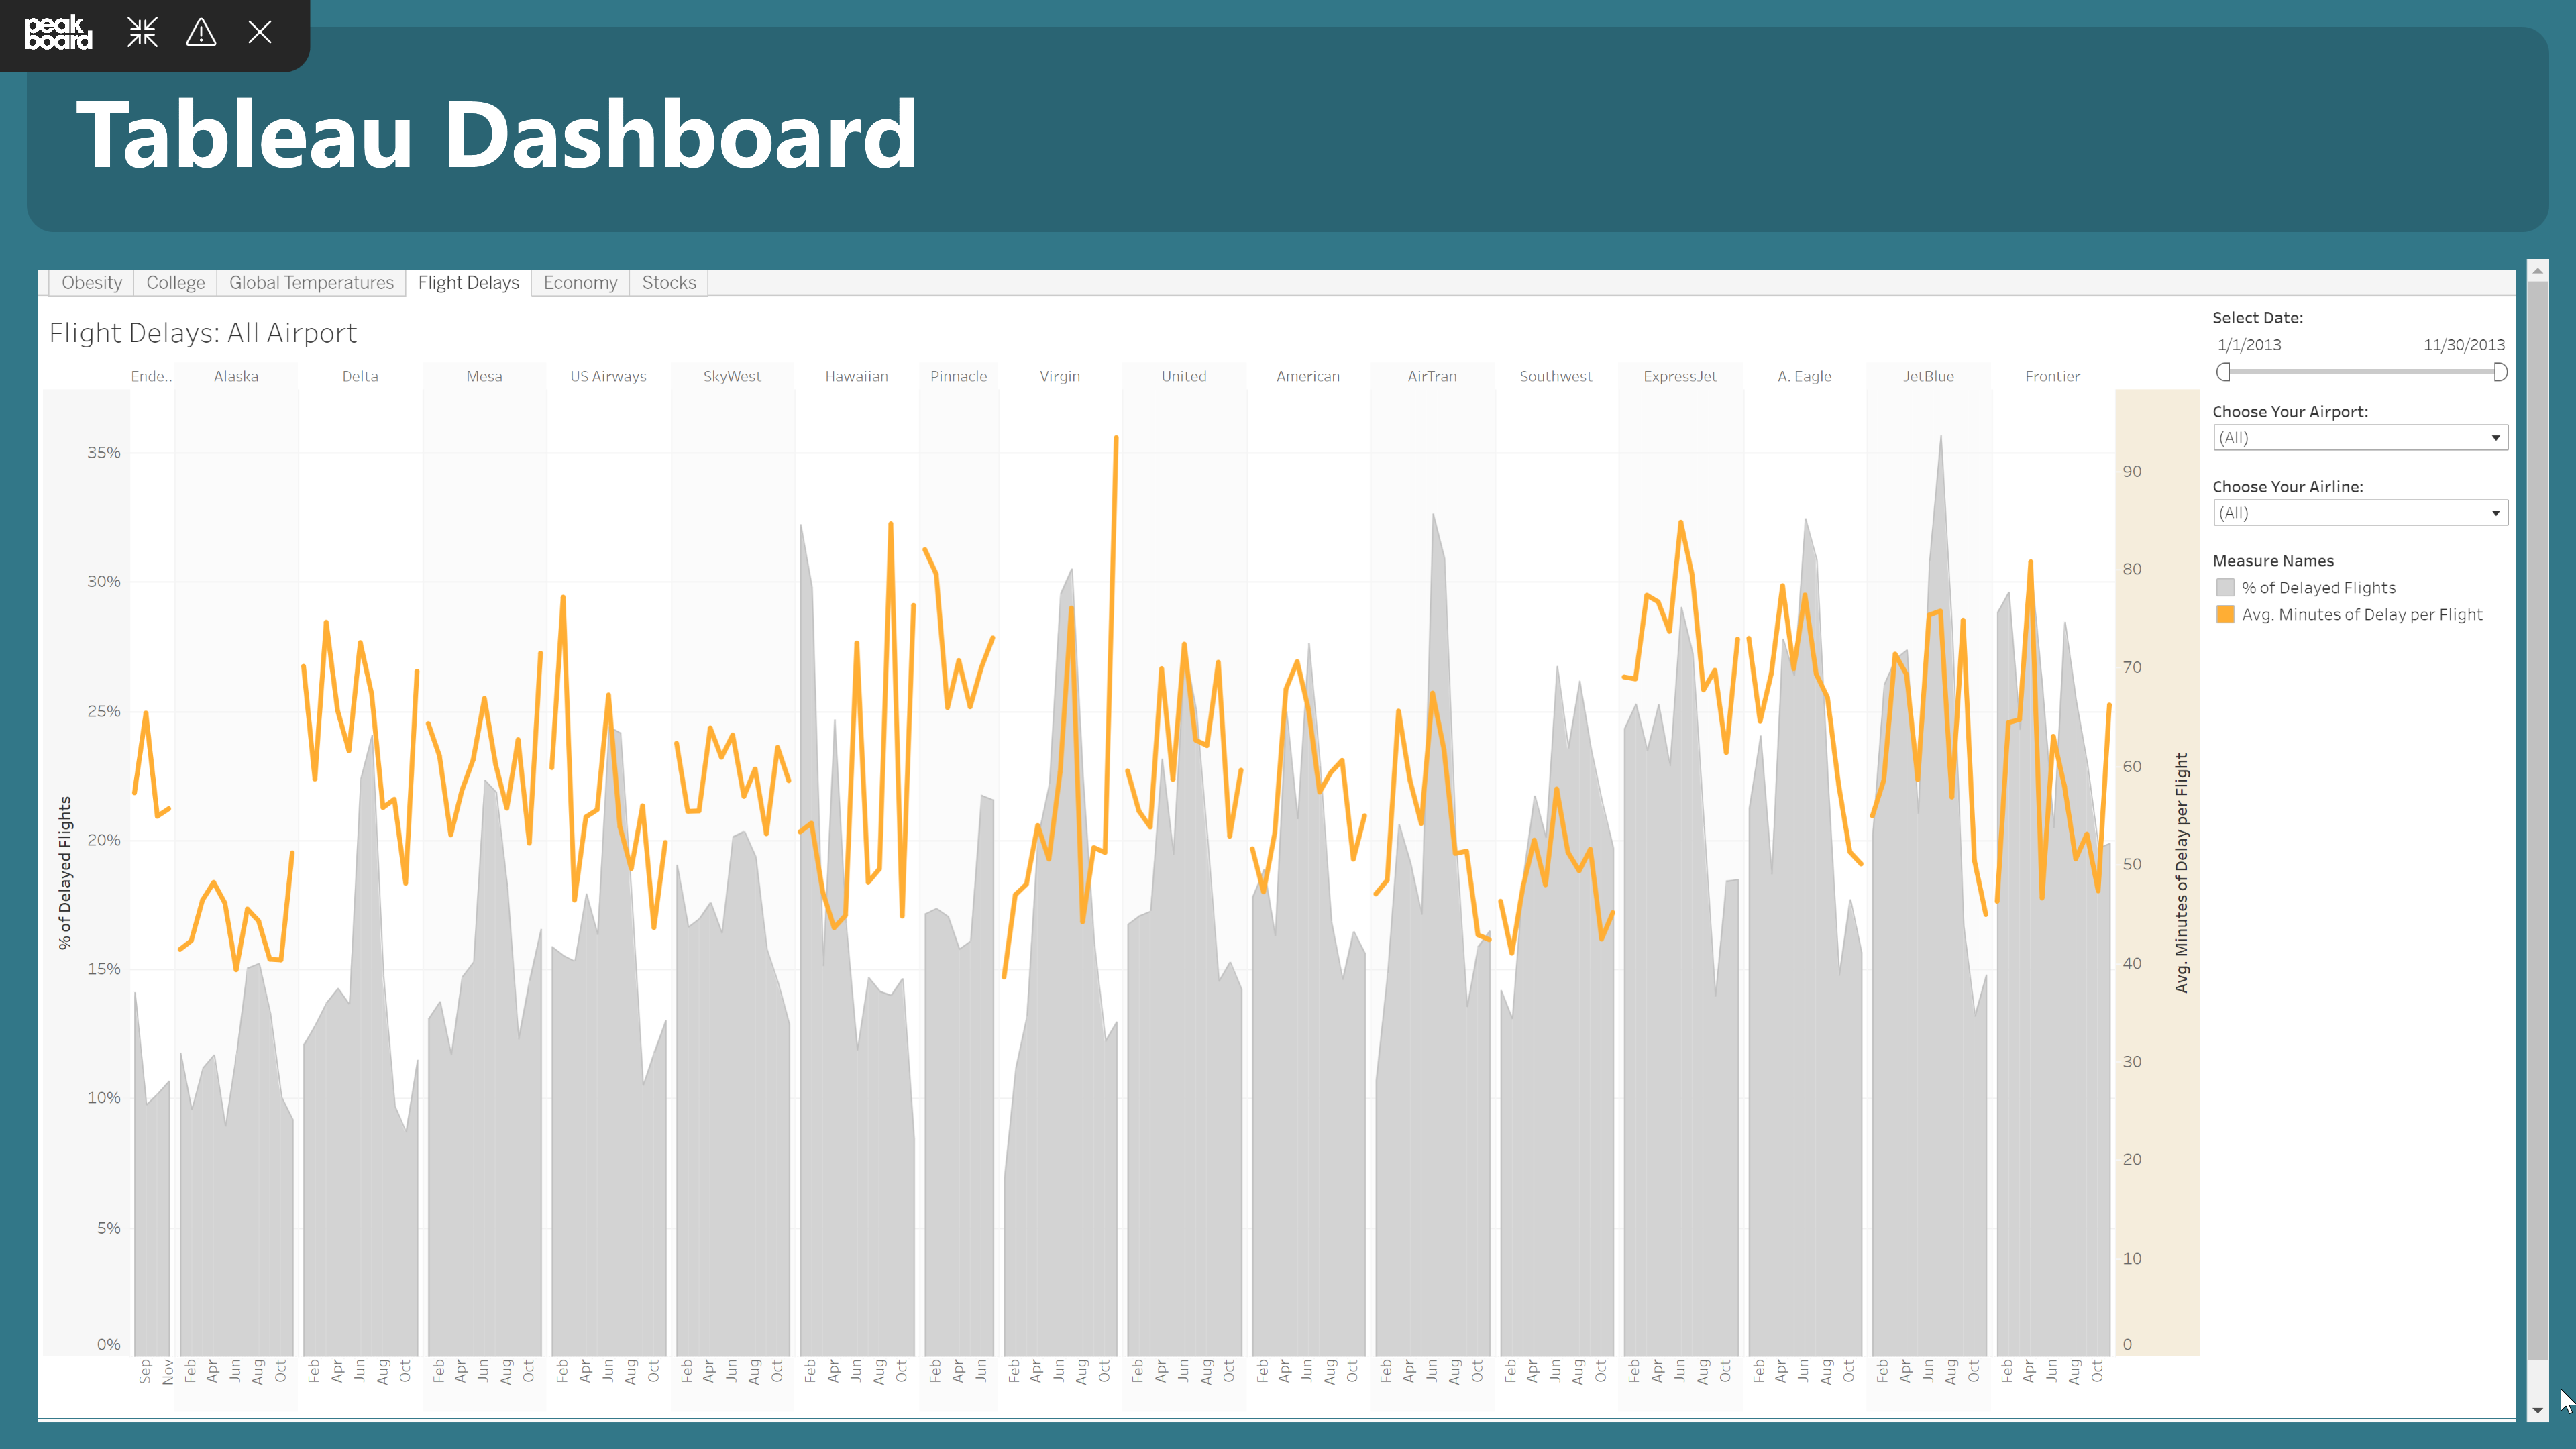 peak
board
Tableau Dashboard
Obesity College Global Temperatures Flight Delays Economy Stocks
Flight Delays: All Airport
Ende.. Alaska Delta Mesa US Airways SkyWest Hawaiian Pinnacle Virgin United American AirTran Southwest ExpressJet A. Eagle JetBlue Frontier
% of Delayed Flights
35%
30%
25%
20%
15%
10%
5%
0%
Sep Nov Feb Apr Jun Aug Oct Feb Apr Jun Aug Oct Feb Apr Jun Aug Oct Feb Apr Jun Aug Oct Feb Apr Jun Aug Oct Feb Apr Jun Aug Oct Feb Apr Jun Feb Apr Jun Aug Oct Feb Apr Jun Aug Oct Feb Apr Jun Aug Oct Feb Apr Jun Aug Oct Feb Apr Jun Aug Oct Feb Apr Jun Aug Oct Feb Apr Jun Aug Oct Feb Apr Jun Aug Oct Feb Apr Jun Aug Oct
90
80
70
60
50
40
30
20
10
0
Avg. Minutes of Delay per Flight
Select Date:
1/1/2013 11/30/2013
Choose Your Airport:
(All)
Choose Your Airline:
(All)
Measure Names
% of Delayed Flights
Avg. Minutes of Delay per Flight